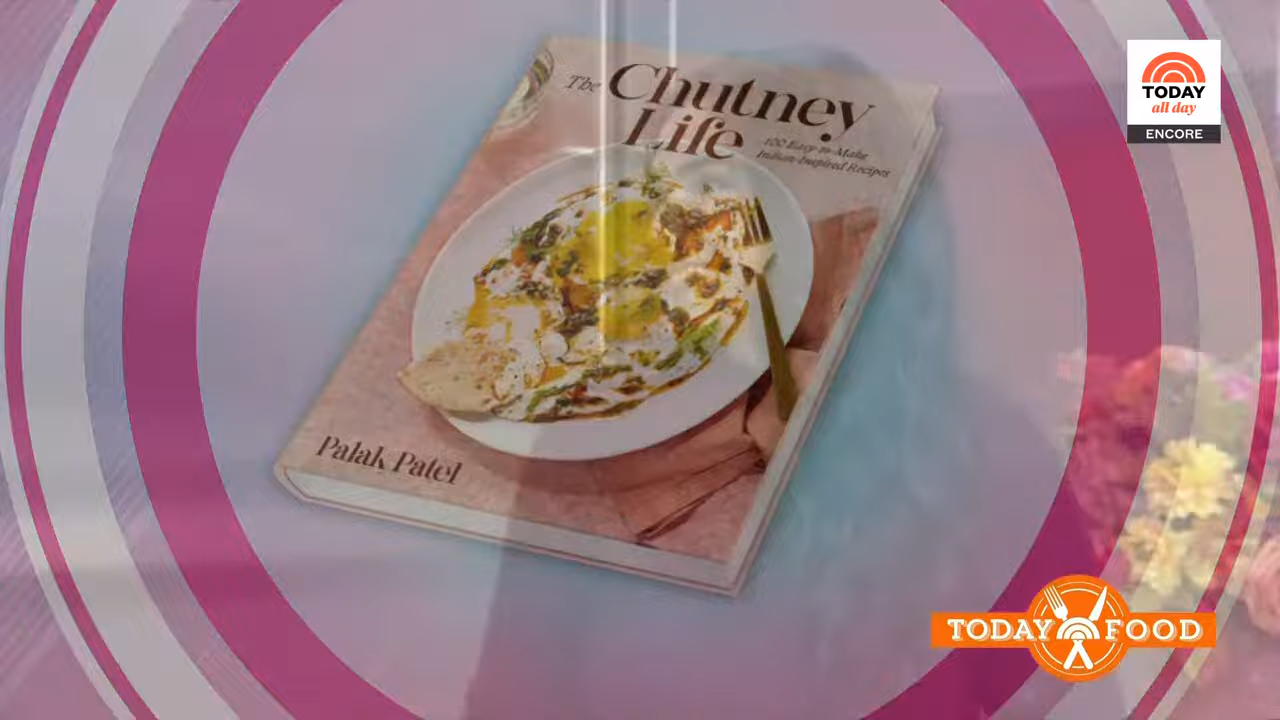 The Chutney
Life
100 Easy-to-Make
Indian-Inspired Recipes
Palak Patel
TODAY
all day
ENCORE
TODAY FOOD